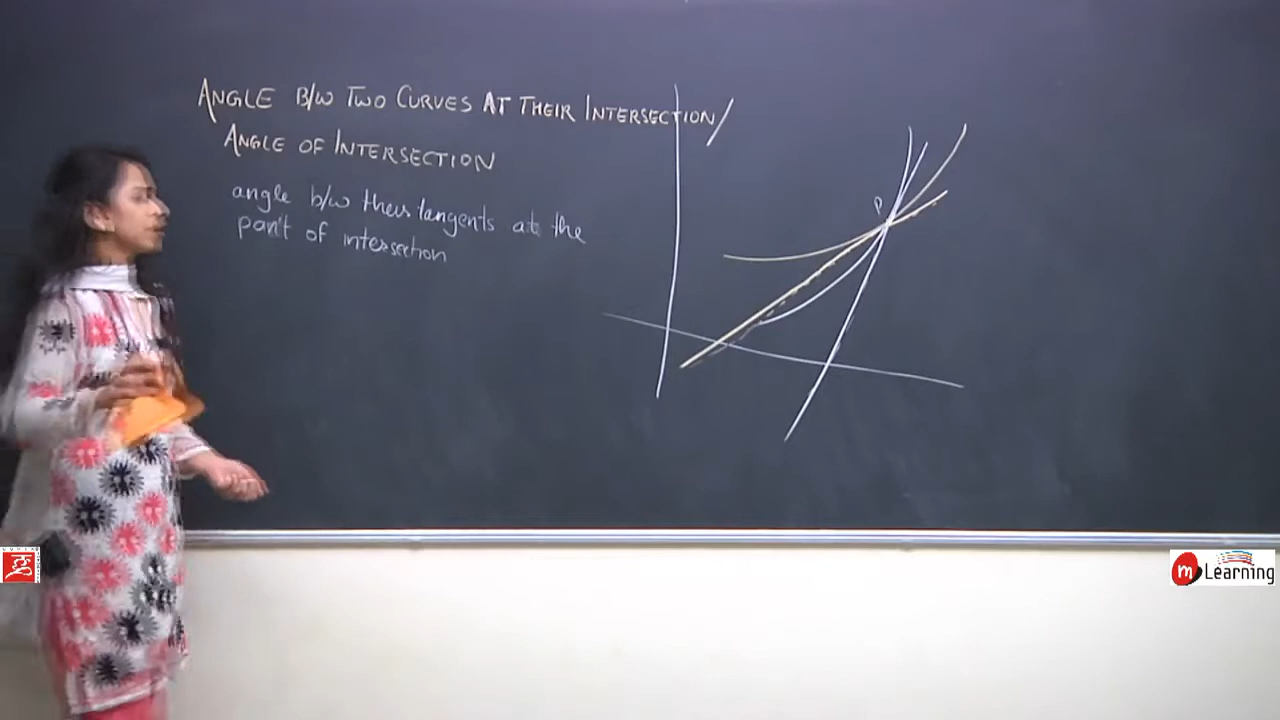 ANGLE B/W TWO CURVES AT THEIR INTERSECTION/
ANGLE OF INTERSECTION
angle b/w their tangents at the
point of intersection
P
m Learning